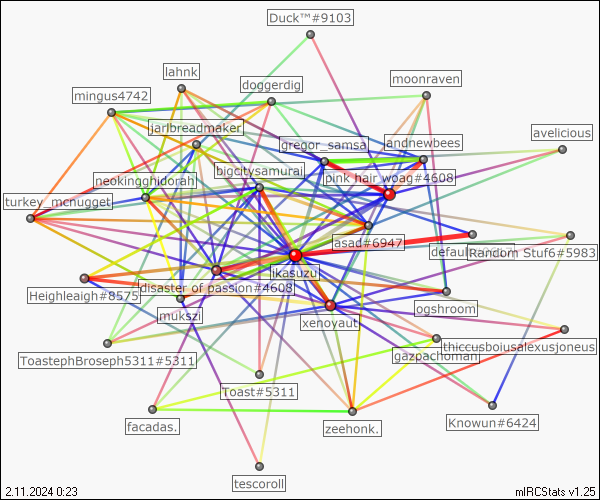 Duck™#9103
lahnk
doggerdig
moonraven
mingus4742
jarlbreadmaker
andnewbees
avelicious
gregor_samsa
bigcitysamurai
pink hair woag#4608
neokingghidorah
turkey_mcnugget
asad#6947
default
Random Stuf6#5983
likasuzu
disaster of passion#4608
Heighleaigh#8575
mukszi
ogshroom
xenoyaut
thiccusboiusalexusjoneus
gazpachoman
ToastephBroseph5311#5311
Toast#5311
Knowun#6424
facadas.
zeehonk.
tescoroll
2.11.2024 0:23
mIRCStats v1.25